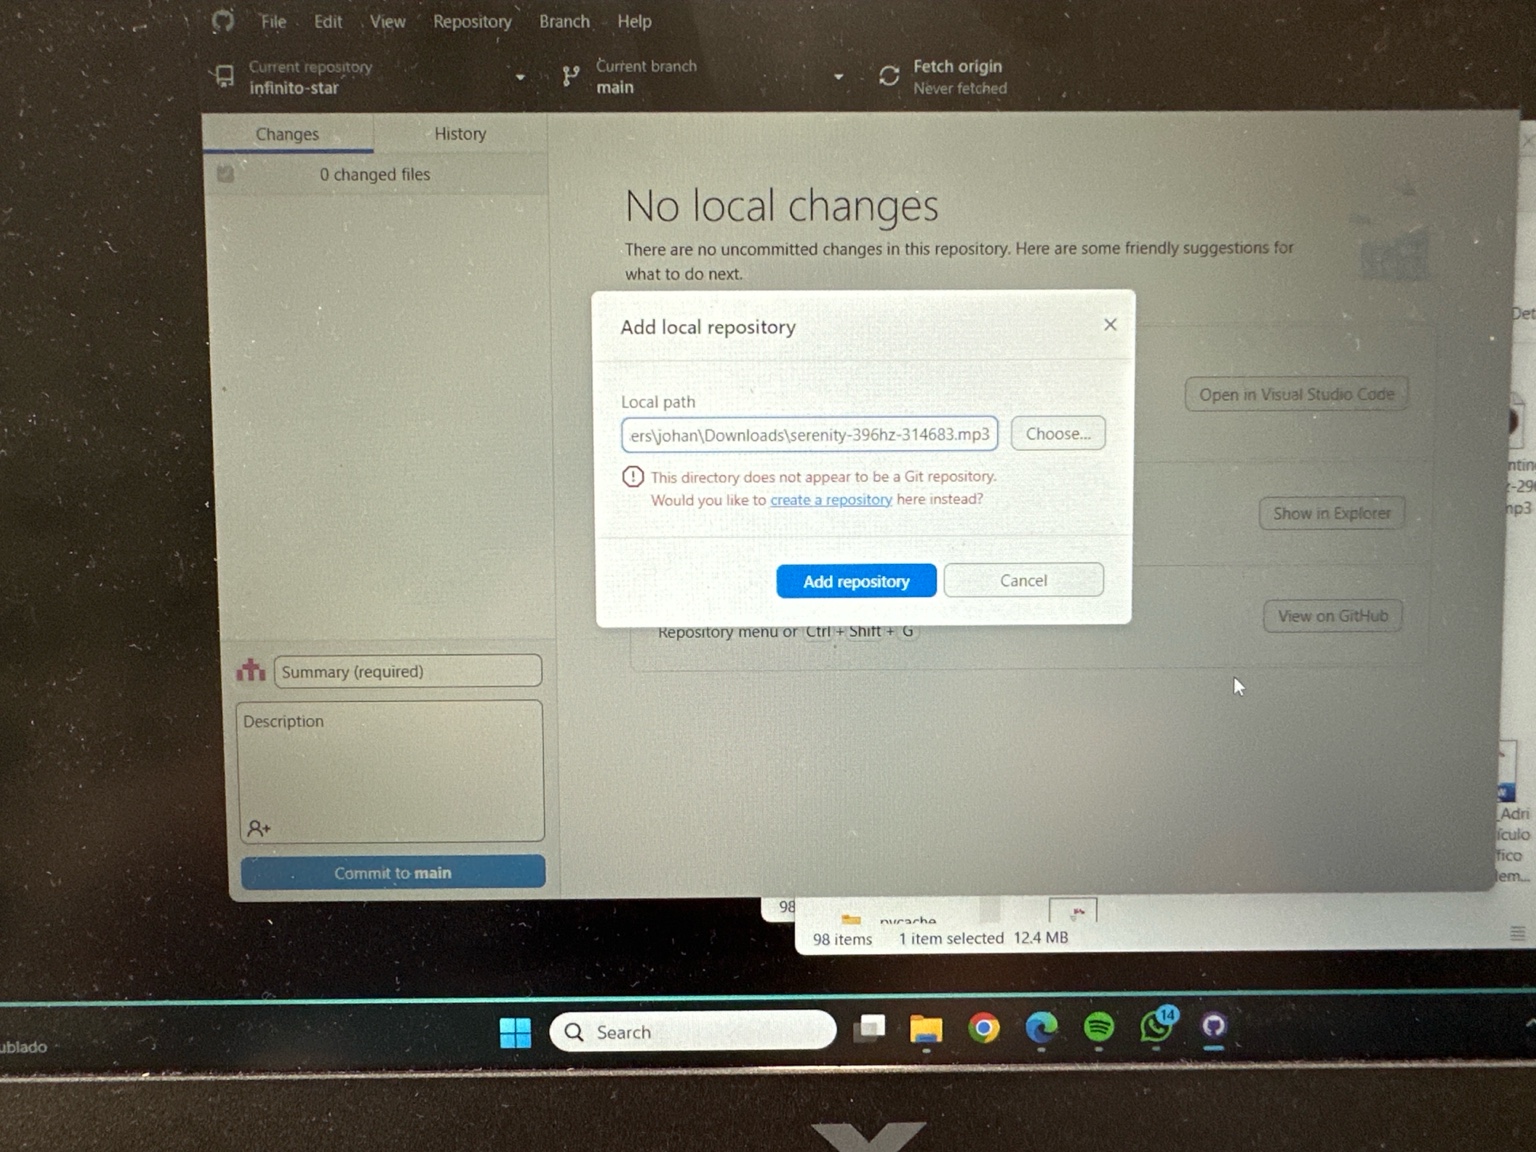 File Edit View Repository Branch Help
Current repository
infinito-star
Current branch
main
Fetch origin
Never fetched
Changes History
0 changed files
No local changes
There are no uncommitted changes in this repository. Here are some friendly suggestions for
what to do next.
Add local repository
Local path
ers\johan\Downloads\serenity-396hz-314683.mp3 Choose...
This directory does not appear to be a Git repository.
Would you like to create a repository here instead?
Add repository Cancel
Open in Visual Studio Code
Show in Explorer
View on GitHub
Repository menu or Ctrl + Shift + G
Summary (required)
Description
Commit to main
Det
ntin
-29
mp3
Adri
ículo
fico
em...
98
98 items 1 item selected 12.4 MB
ublado
Search
14